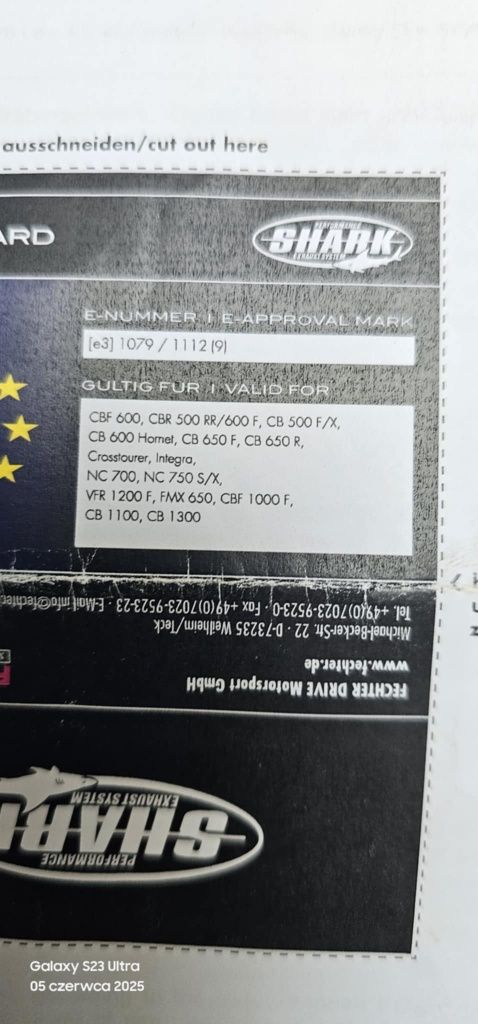 ausschneiden/cut out here
ARD
PERFORMANCE
SHARK
EXHAUST SYSTEM
E-NUMMER | E-APPROVAL MARK
[e3] 1079 / 1112 (9)
GÜLTIG FÜR | VALID FOR
CBF 600, CBR 500 RR/600 F, CB 500 F/X,
CB 600 Hornet, CB 650 F, CB 650 R,
Crosstourer, Integra,
NC 700, NC 750 S/X,
VFR 1200 F, FMX 650, CBF 1000 F,
CB 1100, CB 1300
FECHTER DRIVE Motorsport GmbH
www.fechter.de
Michael-Becker-Str. 22 · D-73235 Weilheim/Teck
Tel. +49(0)7023-9523-0 · Fax +49(0)7023-9523-23 · E-Mail info@fechter
PERFORMANCE
SHAR
EXHAUST SYSTEM
Galaxy S23 Ultra
05 czerwca 2025